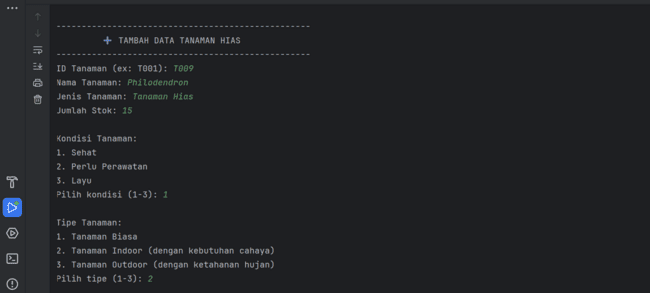 --------------------------------------------------
➕ TAMBAH DATA TANAMAN HIAS
--------------------------------------------------
ID Tanaman (ex: T001): T009
Nama Tanaman: Philodendron
Jenis Tanaman: Tanaman Hias
Jumlah Stok: 15
Kondisi Tanaman:
1. Sehat
2. Perlu Perawatan
3. Layu
Pilih kondisi (1-3): 1
Tipe Tanaman:
1. Tanaman Biasa
2. Tanaman Indoor (dengan kebutuhan cahaya)
3. Tanaman Outdoor (dengan ketahanan hujan)
Pilih tipe (1-3): 2